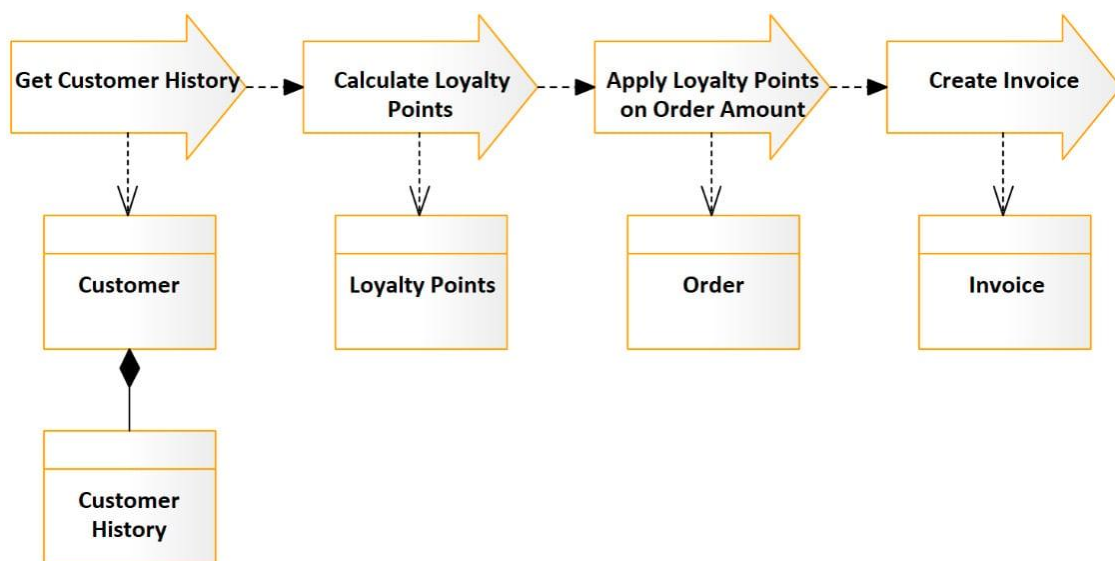 Get Customer History
Calculate Loyalty
Points
Apply Loyalty Points
on Order Amount
Create Invoice
Customer
Loyalty Points
Order
Invoice
Customer
History